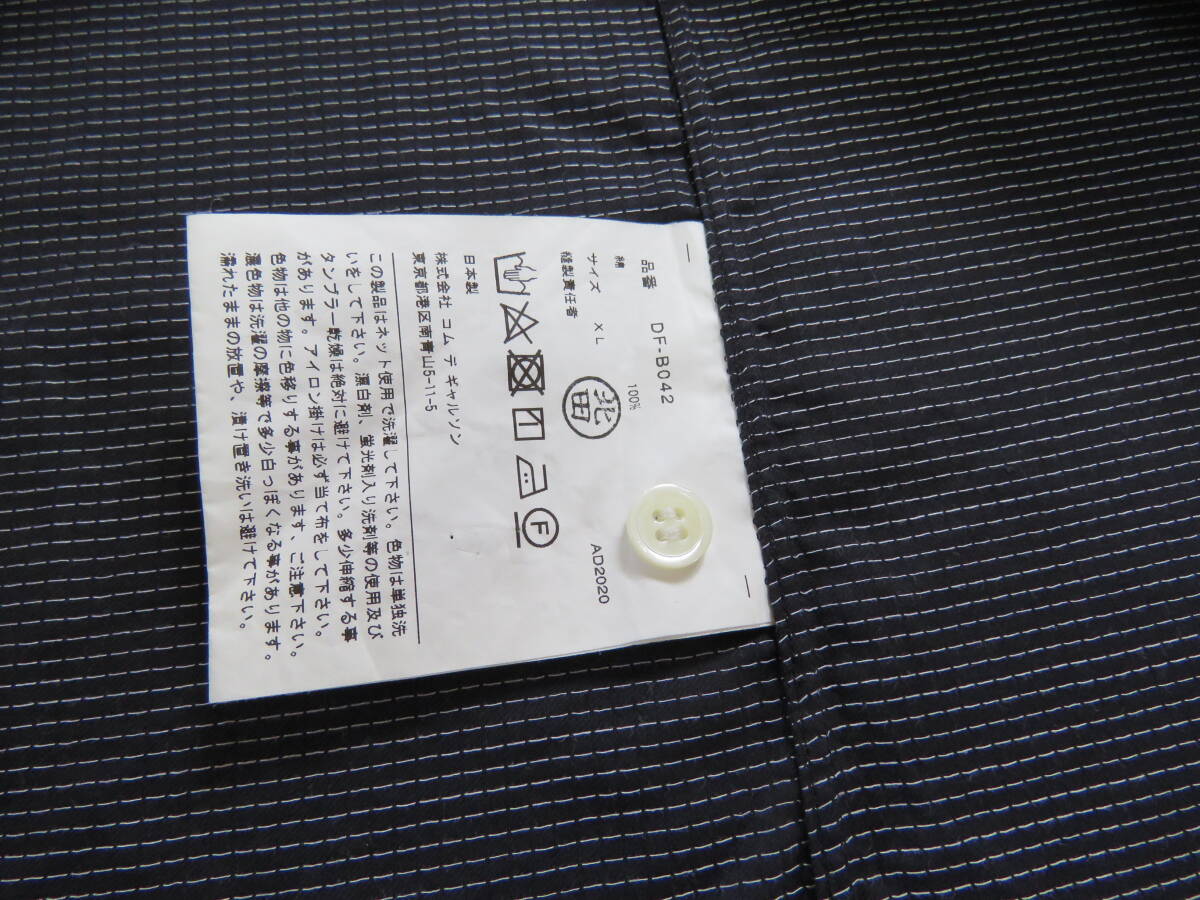 品番 DF-B042
綿 100%
サイズ XL
縫製責任者 北田
AD2020
F
日本製
株式会社 コム デ ギャルソン
東京都港区南青山5-11-5
この製品はネット使用で洗濯して下さい。色物は単独洗
いをして下さい。漂白剤、蛍光剤入り洗剤等の使用及び
タンブラー乾燥は絶対に避けて下さい。多少伸縮する事
があります。アイロン掛けは必ず当て布をして下さい。
色物は他の物に色移りする事があります、ご注意下さい。
濃色物は洗濯の摩擦等で多少白っぽくなる事があります。
濡れたままの放置や、漬け置き洗いは避けて下さい。